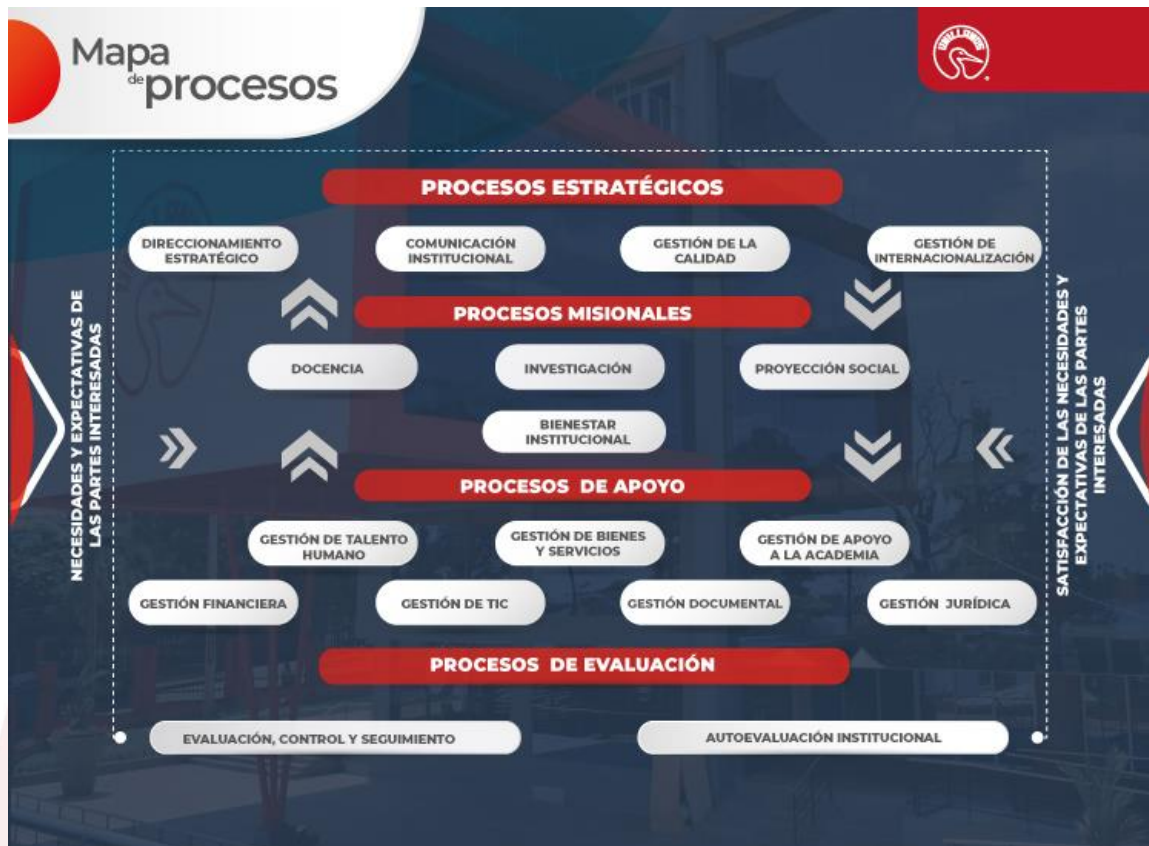 Mapa
de procesos
UNILLANOS
PROCESOS ESTRATÉGICOS
DIRECCIONAMIENTO
ESTRATÉGICO
COMUNICACIÓN
INSTITUCIONAL
GESTIÓN DE LA
CALIDAD
GESTIÓN DE
INTERNACIONALIZACIÓN
PROCESOS MISIONALES
DOCENCIA
INVESTIGACIÓN
PROYECCIÓN SOCIAL
BIENESTAR
INSTITUCIONAL
PROCESOS DE APOYO
GESTIÓN DE TALENTO
HUMANO
GESTIÓN DE BIENES
Y SERVICIOS
GESTIÓN DE APOYO
A LA ACADEMIA
GESTIÓN FINANCIERA
GESTIÓN DE TIC
GESTIÓN DOCUMENTAL
GESTIÓN JURÍDICA
PROCESOS DE EVALUACIÓN
EVALUACIÓN, CONTROL Y SEGUIMIENTO
AUTOEVALUACIÓN INSTITUCIONAL
NECESIDADES Y EXPECTATIVAS DE
LAS PARTES INTERESADAS
SATISFACCIÓN DE LAS NECESIDADES Y
EXPECTATIVAS DE LAS PARTES
INTERESADAS